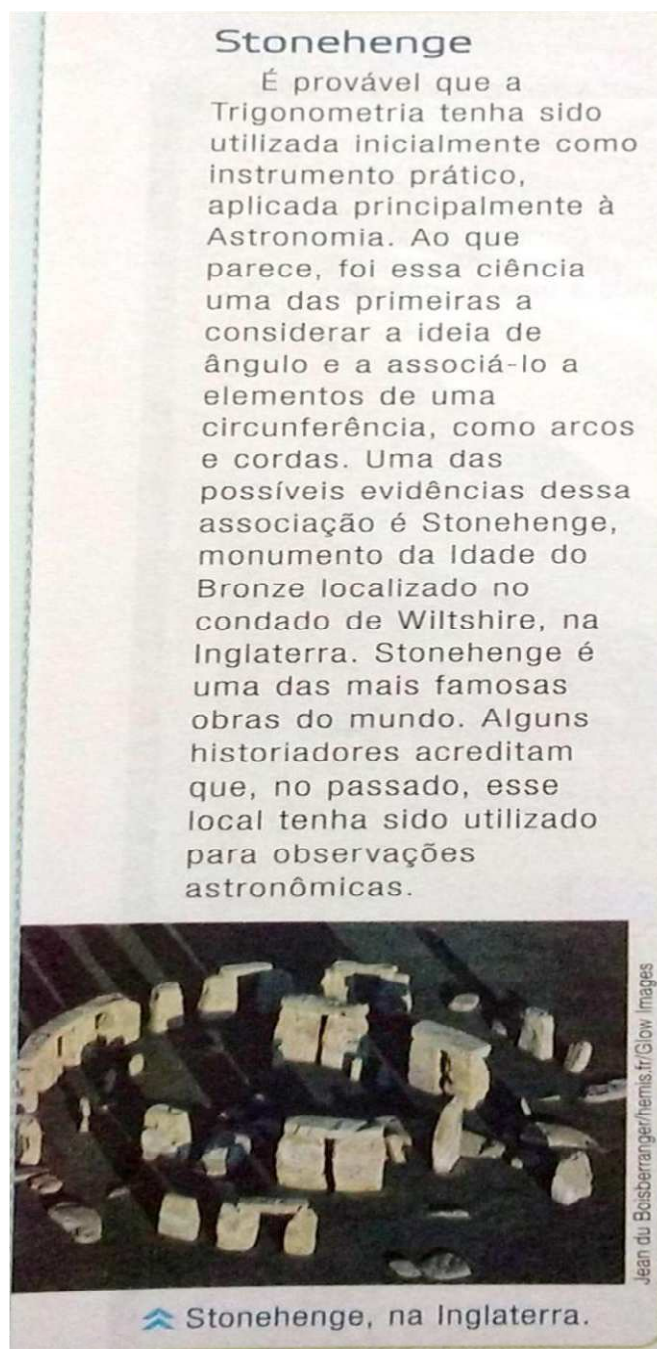 Stonehenge
É provável que a
Trigonometria tenha sido
utilizada inicialmente como
instrumento prático,
aplicada principalmente à
Astronomia. Ao que
parece, foi essa ciência
uma das primeiras a
considerar a ideia de
ângulo e a associá-lo a
elementos de uma
circunferência, como arcos
e cordas. Uma das
possíveis evidências dessa
associação é Stonehenge,
monumento da Idade do
Bronze localizado no
condado de Wiltshire, na
Inglaterra. Stonehenge é
uma das mais famosas
obras do mundo. Alguns
historiadores acreditam
que, no passado, esse
local tenha sido utilizado
para observações
astronômicas.
Jean du Boisberranger/hemis.fr/Glow Images
Stonehenge, na Inglaterra.